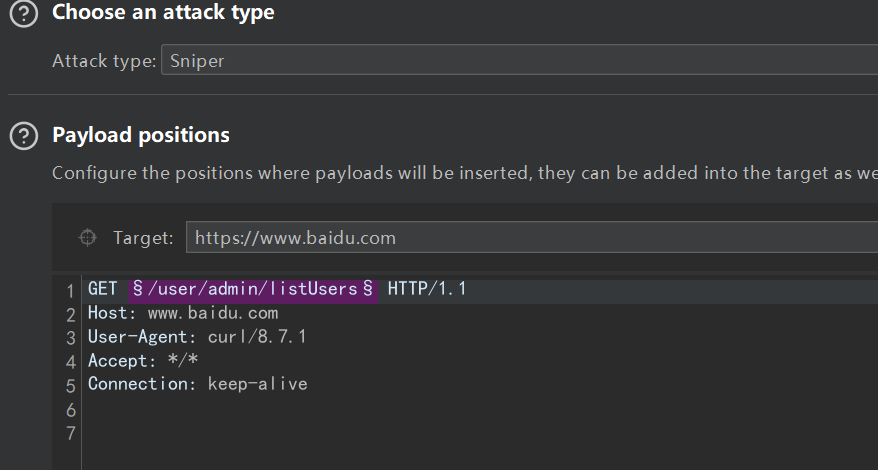 Choose an attack type
Attack type: Sniper
Payload positions
Configure the positions where payloads will be inserted, they can be added into the target as we
Target: https://www.baidu.com
1 GET §/user/admin/listUsers§ HTTP/1.1
2 Host: www.baidu.com
3 User-Agent: curl/8.7.1
4 Accept: */*
5 Connection: keep-alive
6
7